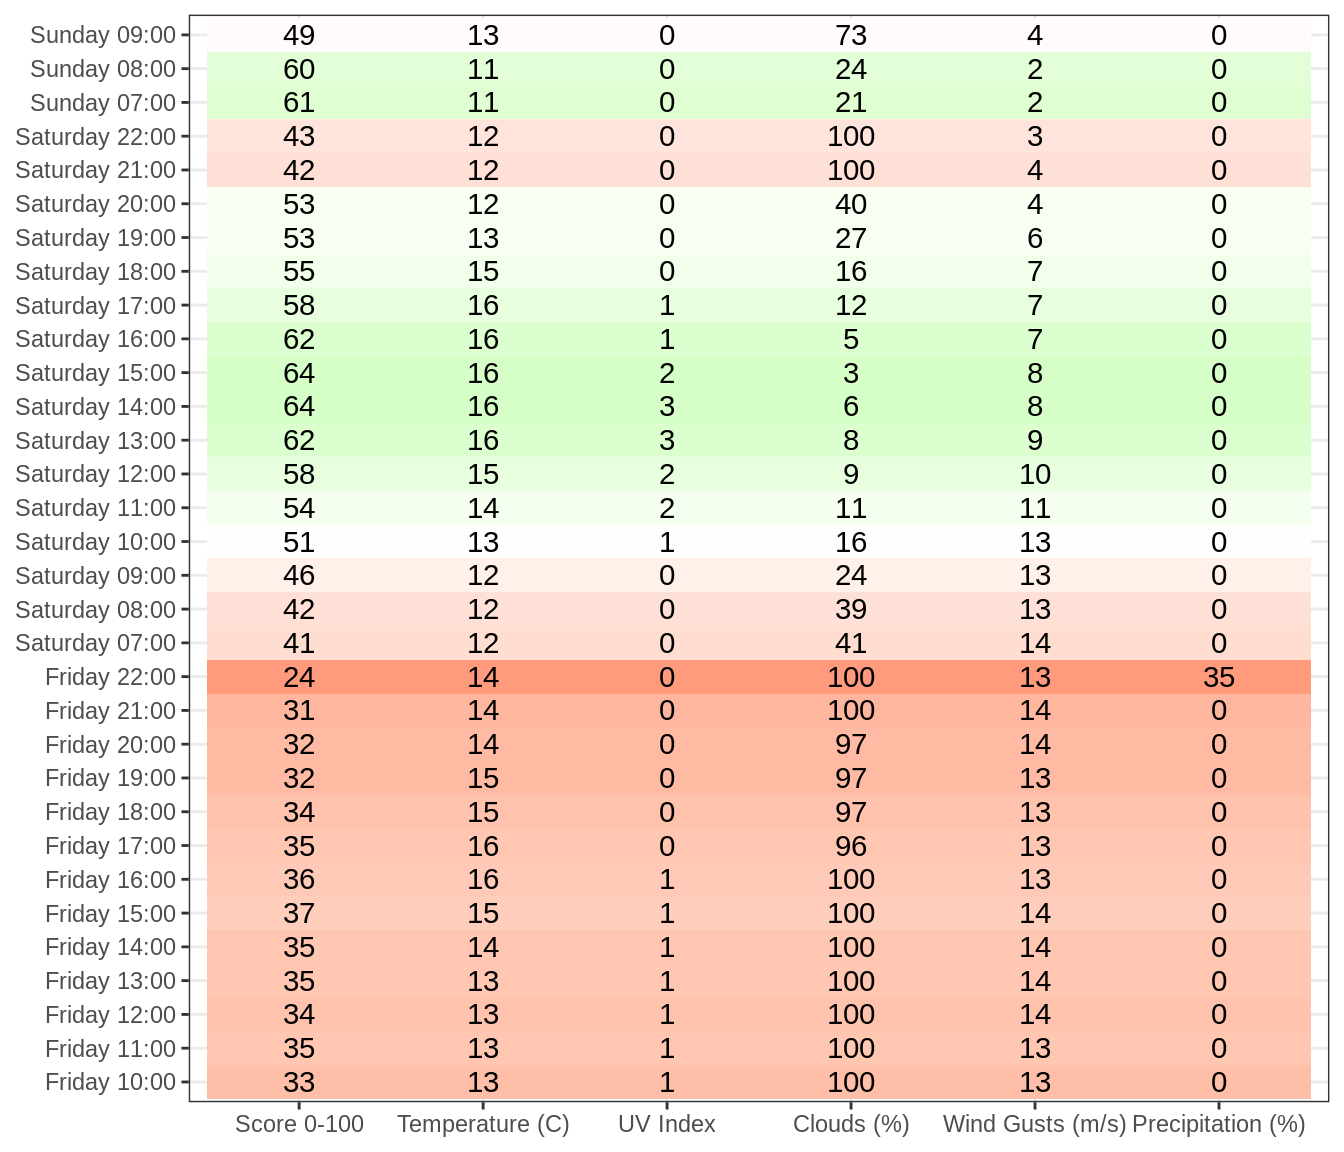 Sunday 09:00 49 13 0 73 4 0
Sunday 08:00 60 11 0 24 2 0
Sunday 07:00 61 11 0 21 2 0
Saturday 22:00 43 12 0 100 3 0
Saturday 21:00 42 12 0 100 4 0
Saturday 20:00 53 12 0 40 4 0
Saturday 19:00 53 13 0 27 6 0
Saturday 18:00 55 15 0 16 7 0
Saturday 17:00 58 16 1 12 7 0
Saturday 16:00 62 16 1 5 7 0
Saturday 15:00 64 16 2 3 8 0
Saturday 14:00 64 16 3 6 8 0
Saturday 13:00 62 16 3 8 9 0
Saturday 12:00 58 15 2 9 10 0
Saturday 11:00 54 14 2 11 11 0
Saturday 10:00 51 13 1 16 13 0
Saturday 09:00 46 12 0 24 13 0
Saturday 08:00 42 12 0 39 13 0
Saturday 07:00 41 12 0 41 14 0
Friday 22:00 24 14 0 100 13 35
Friday 21:00 31 14 0 100 14 0
Friday 20:00 32 14 0 97 14 0
Friday 19:00 32 15 0 97 13 0
Friday 18:00 34 15 0 97 13 0
Friday 17:00 35 16 0 96 13 0
Friday 16:00 36 16 1 100 13 0
Friday 15:00 37 15 1 100 14 0
Friday 14:00 35 14 1 100 14 0
Friday 13:00 35 13 1 100 14 0
Friday 12:00 34 13 1 100 14 0
Friday 11:00 35 13 1 100 13 0
Friday 10:00 33 13 1 100 13 0
Score 0-100 Temperature (C) UV Index Clouds (%) Wind Gusts (m/s) Precipitation (%)